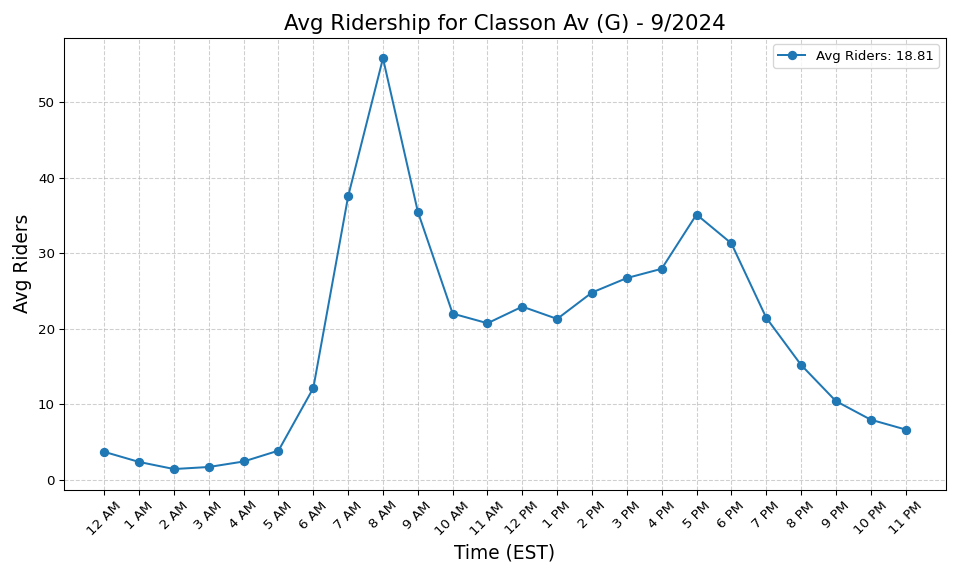 Avg Ridership for Classon Av (G) - 9/2024
Avg Riders: 18.81
Avg Riders
50
40
30
20
10
0
12 AM
1 AM
2 AM
3 AM
4 AM
5 AM
6 AM
7 AM
8 AM
9 AM
10 AM
11 AM
12 PM
1 PM
2 PM
3 PM
4 PM
5 PM
6 PM
7 PM
8 PM
9 PM
10 PM
11 PM
Time (EST)